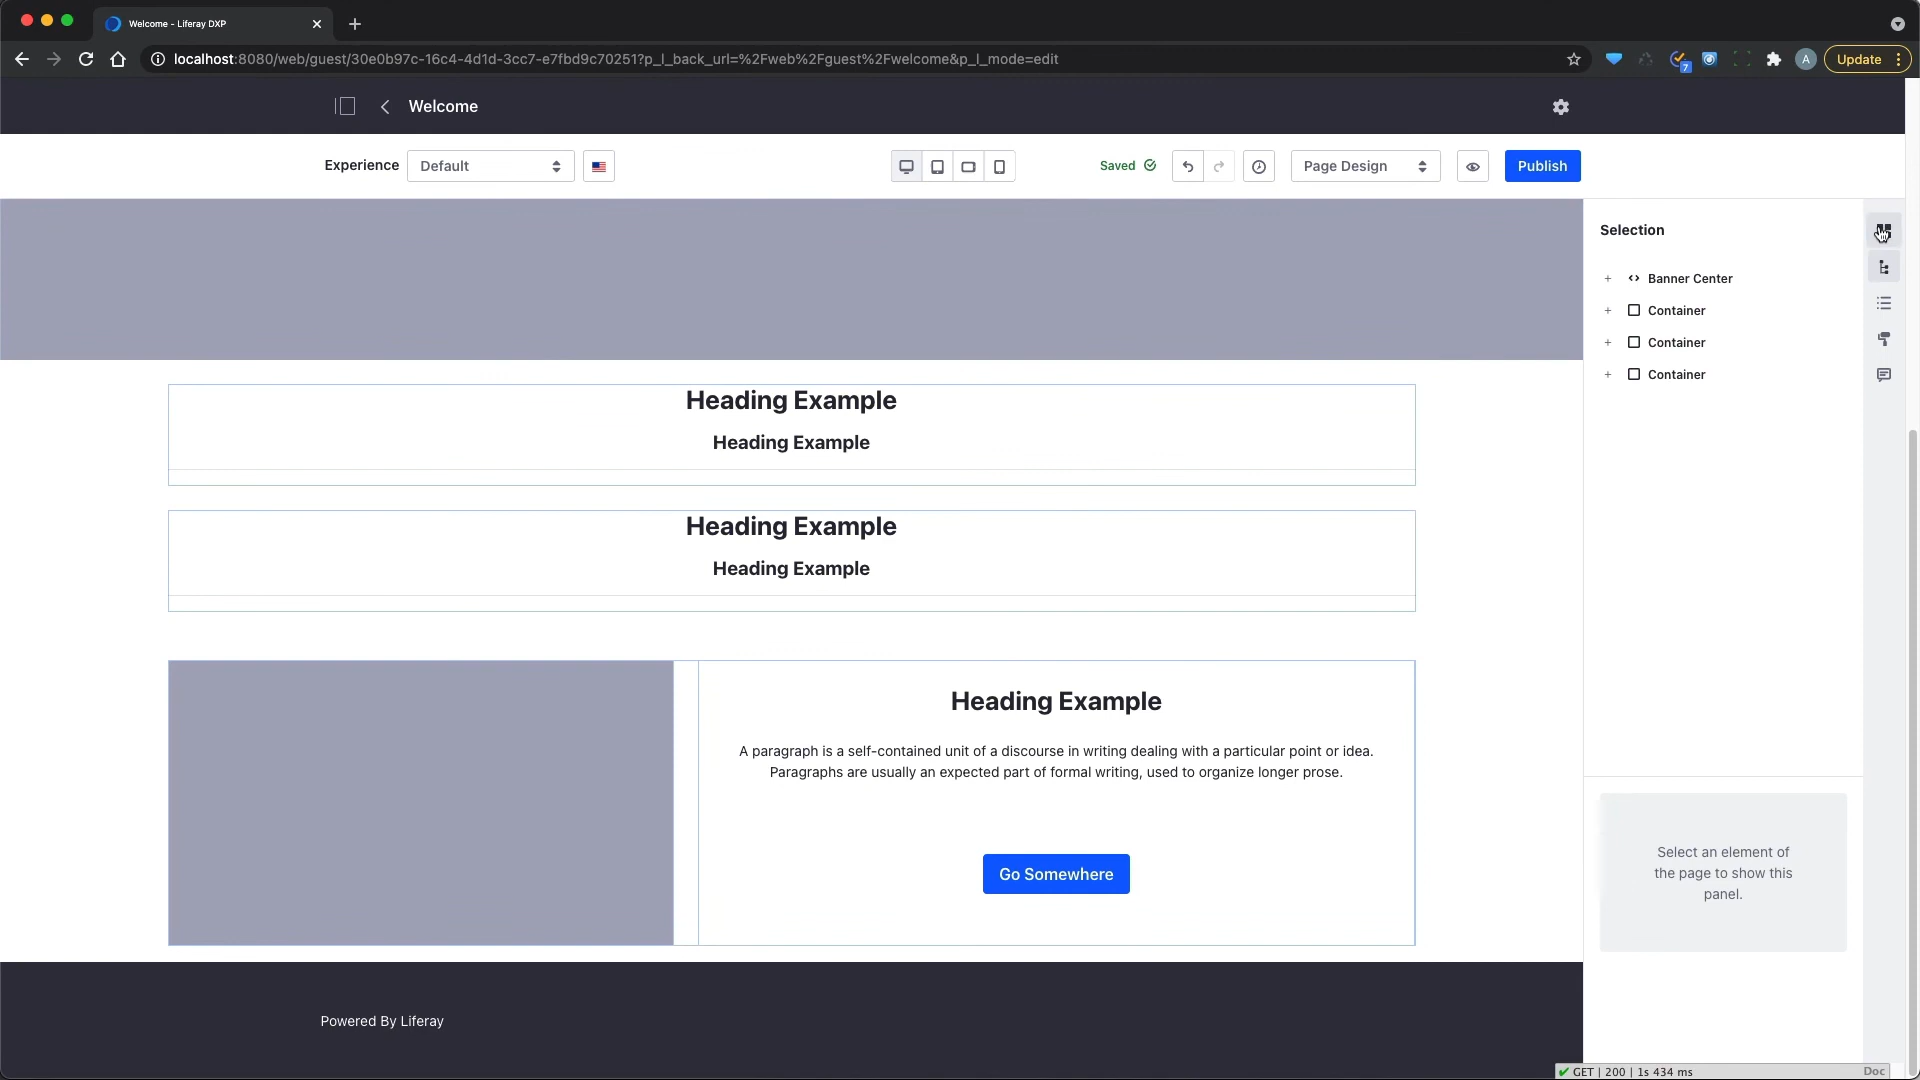 Welcome - Liferay DXP
localhost:8080/web/guest/30e0b97c-16c4-4d1d-3cc7-e7fbd9c70251?p_l_back_url=%2Fweb%2Fguest%2Fwelcome&p_l_mode=edit
7
A
Update
Welcome
Experience
Default
Saved
Page Design
Publish
Selection
Banner Center
Container
Container
Container
Heading Example
Heading Example
Heading Example
Heading Example
Heading Example
A paragraph is a self-contained unit of a discourse in writing dealing with a particular point or idea.
Paragraphs are usually an expected part of formal writing, used to organize longer prose.
Go Somewhere
Select an element of
the page to show this
panel.
Powered By Liferay
GET | 200 | 1s 434 ms
Doc